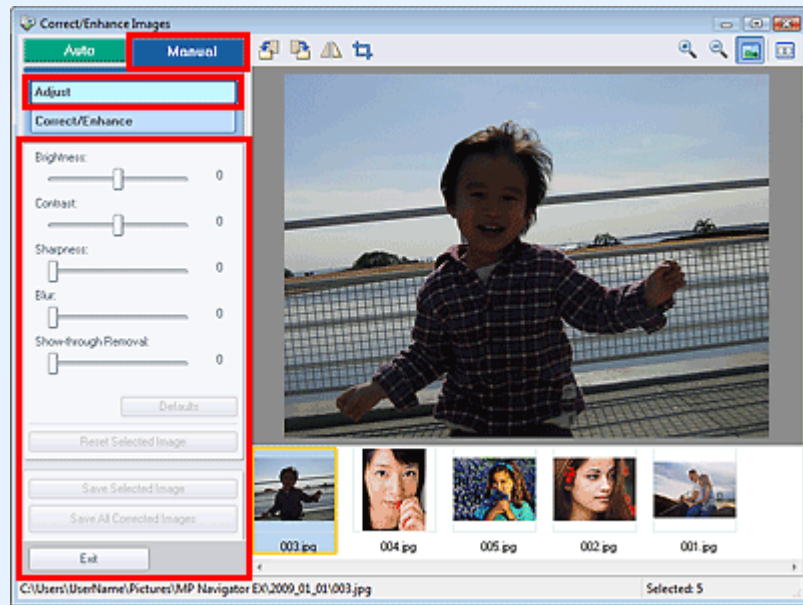 Correct/Enhance Images
Auto Manual
Adjust
Correct/Enhance
Brightness:
0
Contrast:
0
Sharpness:
0
Blur:
0
Show-through Removal:
0
Defaults
Reset Selected Image
Save Selected Image
Save All Corrected Images
Exit
003.jpg 004.jpg 005.jpg 002.jpg 001.jpg
C:\Users\UserName\Pictures\MP Navigator EX\2009_01_01\003.jpg Selected: 5